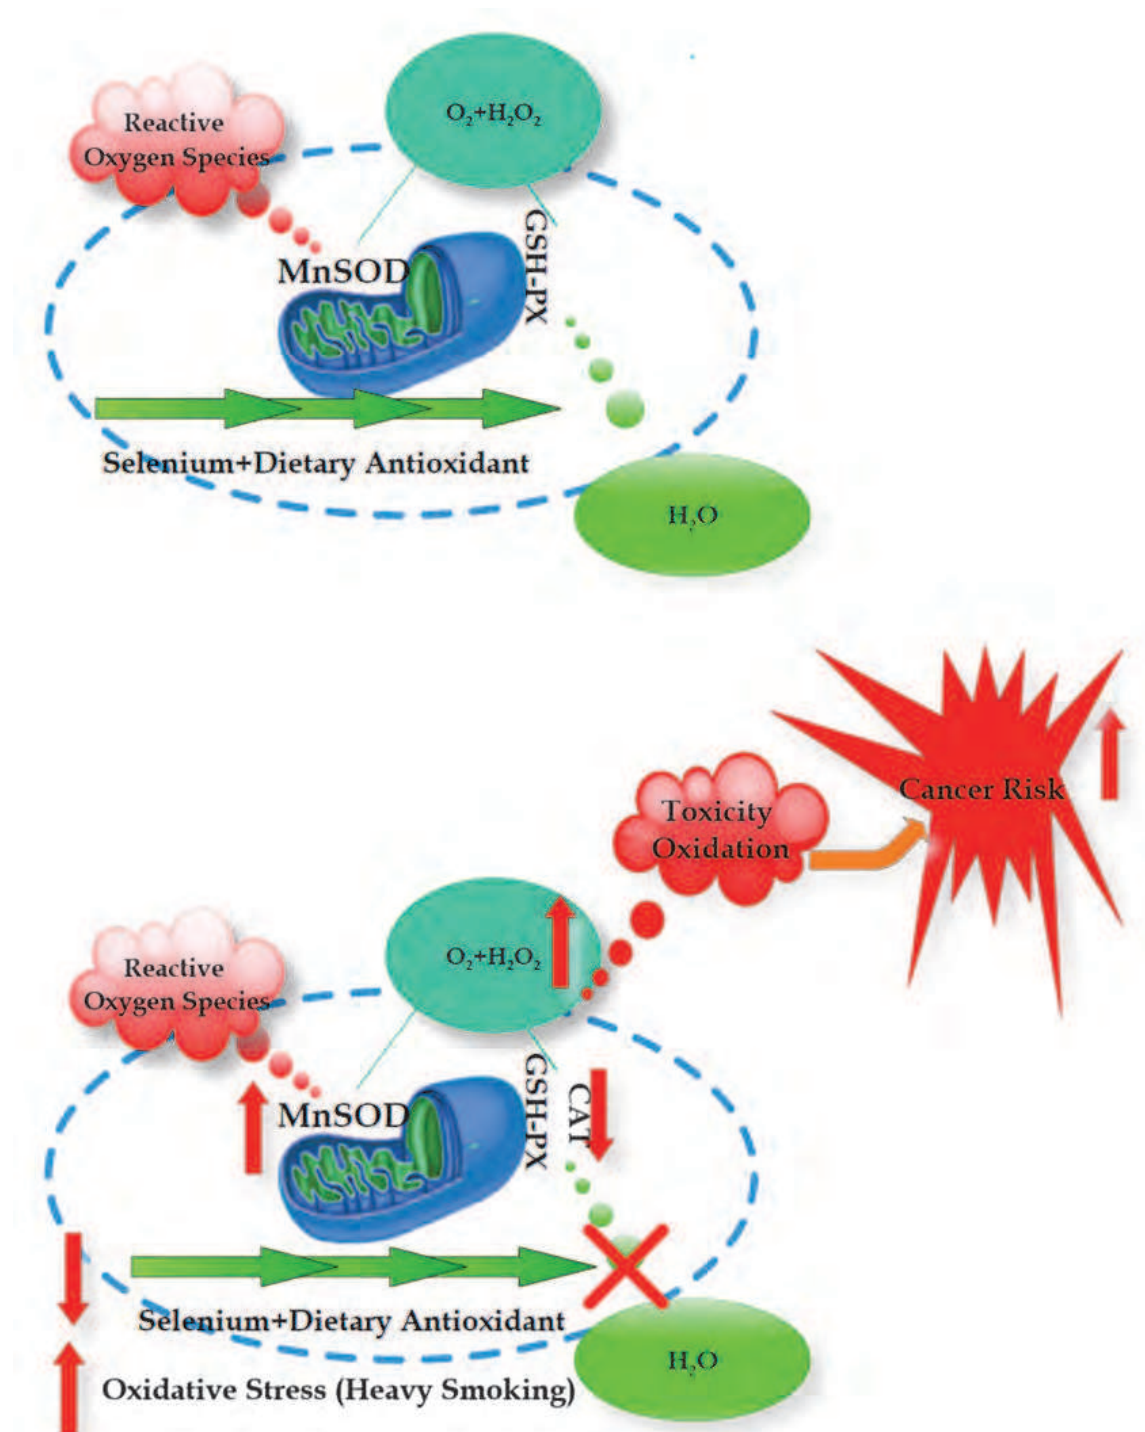 O₂+H₂O₂
Reactive
Oxygen Species
GSH-PX
MnSOD
Selenium+Dietary Antioxidant
H₂O
Cancer Risk
Toxicity
Oxidation
O₂+H₂O₂
Reactive
Oxygen Species
GSH-PX
CAT
MnSOD
Selenium+Dietary Antioxidant
H₂O
Oxidative Stress (Heavy Smoking)